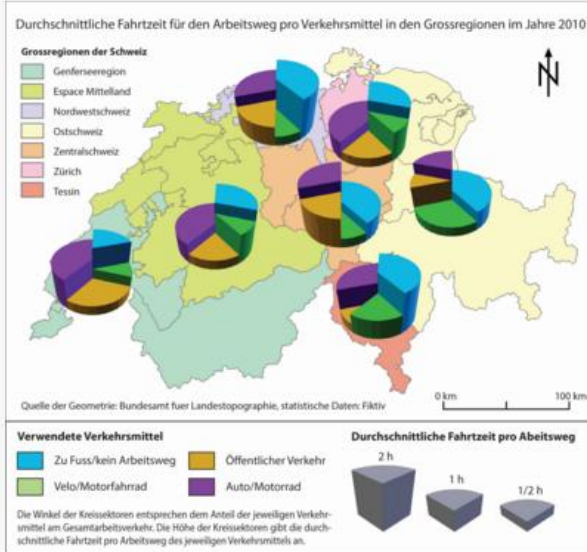 Durchschnittliche Fahrtzeit für den Arbeitsweg pro Verkehrsmittel in den Grossregionen im Jahre 2010
Grossregionen der Schweiz
Genferseeregion
Espace Mittelland
Nordwestschweiz
Ostschweiz
Zentralschweiz
Zürich
Tessin
N
Quelle der Geometrie: Bundesamt fuer Landestopographie, statistische Daten: Fiktiv
0 km
100 km
Verwendete Verkehrsmittel
Zu Fuss/kein Arbeitsweg
Öffentlicher Verkehr
Velo/Motorfahrrad
Auto/Motorrad
Die Winkel der Kreissektoren entsprechen dem Anteil der jeweiligen Verkehr-
smittel am Gesamtarbeitsverkehr. Die Höhe der Kreissektoren gibt die durch-
schnittliche Fahrtzeit pro Arbeitsweg des jeweiligen Verkehrsmittels an.
Durchschnittliche Fahrtzeit pro Abeitsweg
2 h
1 h
1/2 h